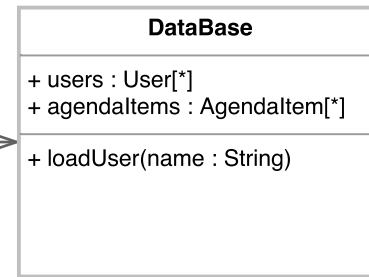 DataBase
+ users : User[*]
+ agendaItems : AgendaItem[*]
+ loadUser(name : String)